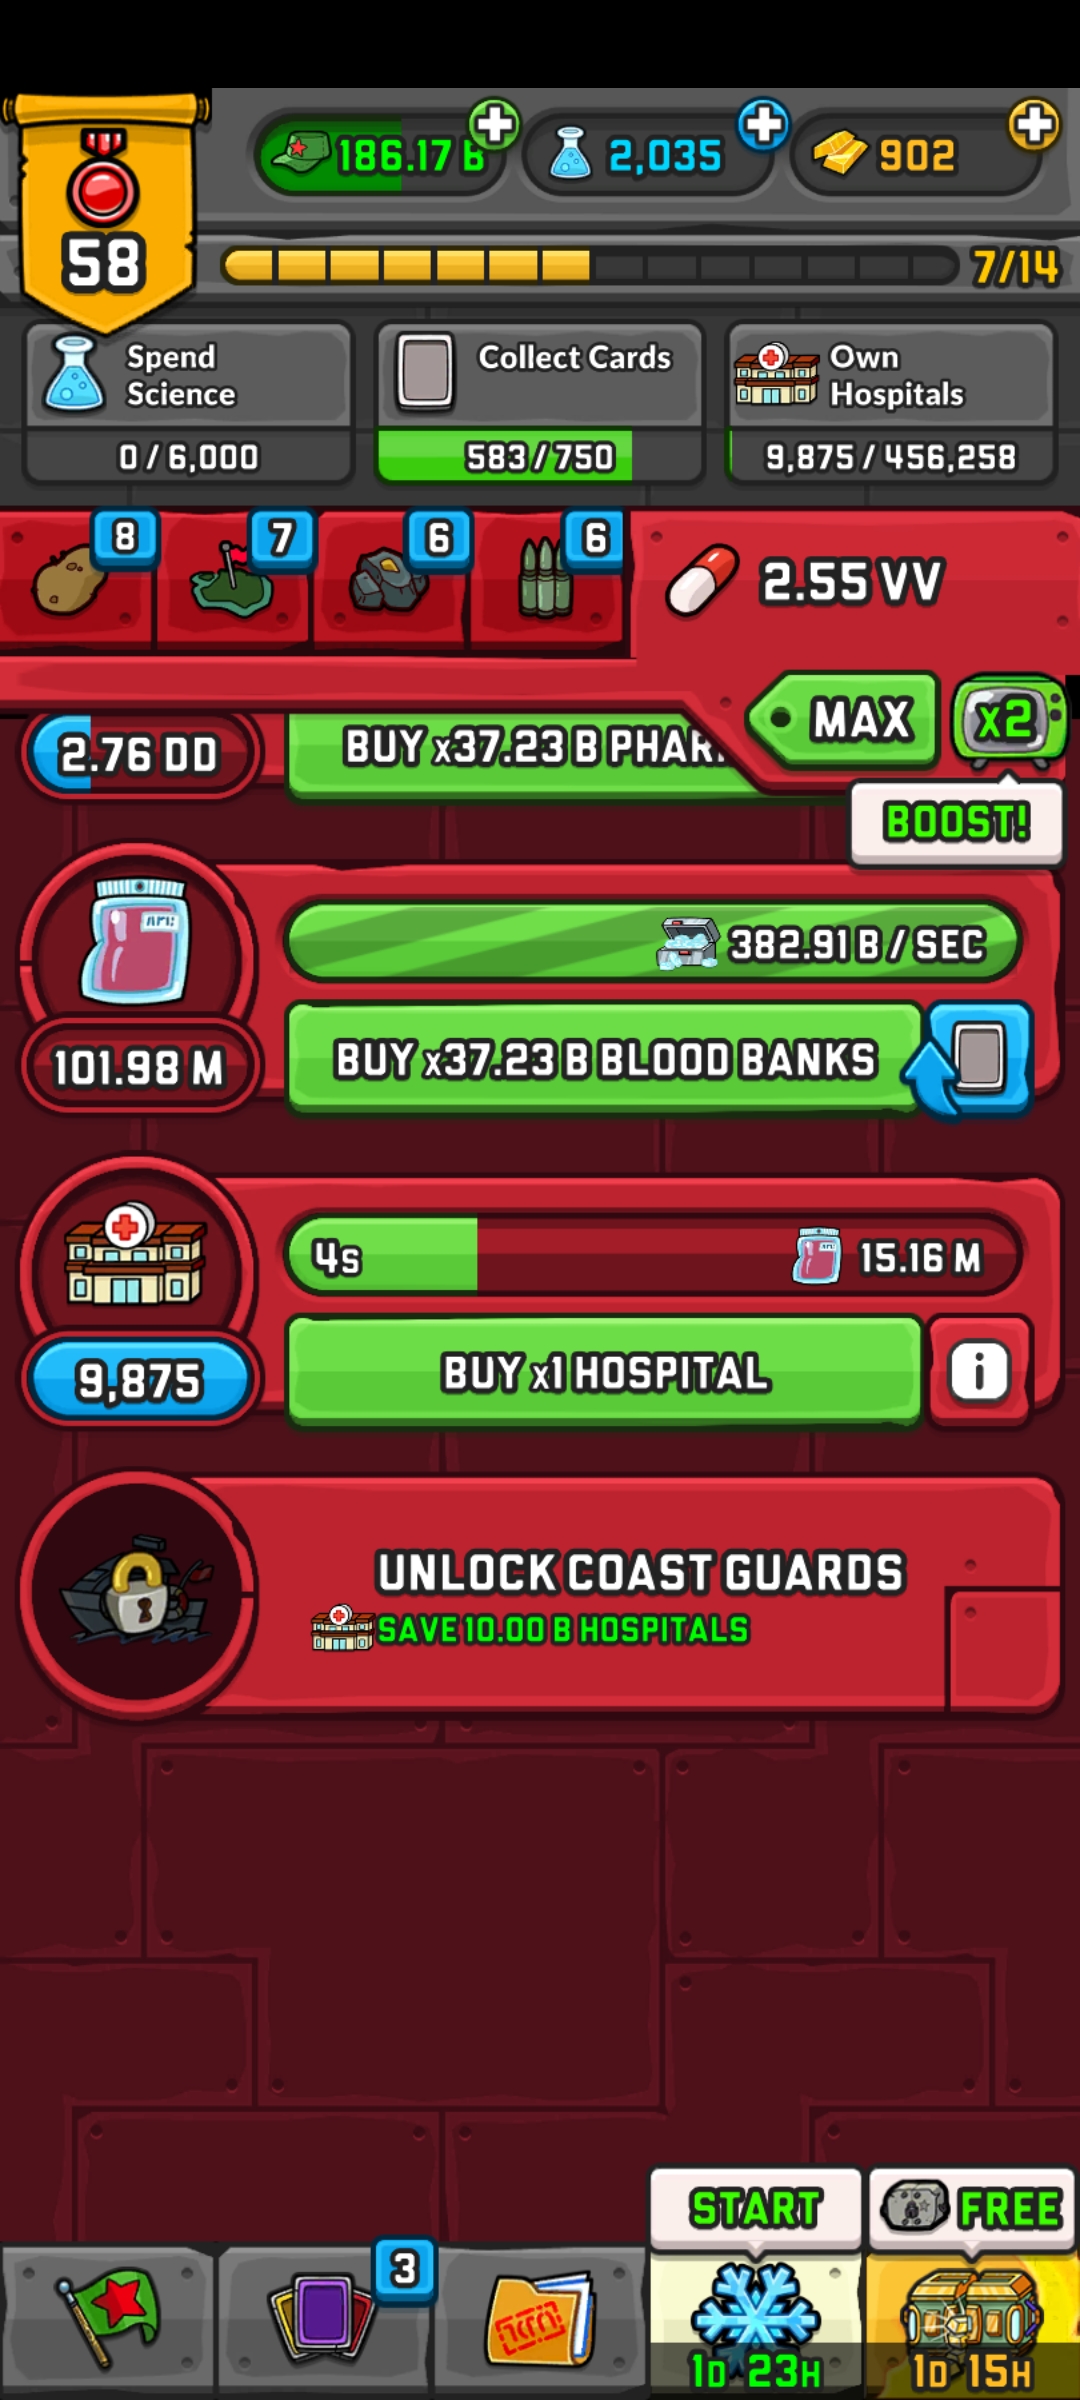 186.17 B
2,035
902
58
7/14
Spend
Science
0 / 6,000
Collect Cards
583 / 750
Own
Hospitals
9,875 / 456,258
8
7
6
6
2.55 VV
MAX
x2
BOOST!
2.76 DD
BUY x37.23 B PHAR
382.91 B / SEC
101.98 M
BUY x37.23 B BLOOD BANKS
4s
15.16 M
9,875
BUY x1 HOSPITAL
i
UNLOCK COAST GUARDS
SAVE 10.00 B HOSPITALS
START
FREE
3
1D 23H
1D 15H